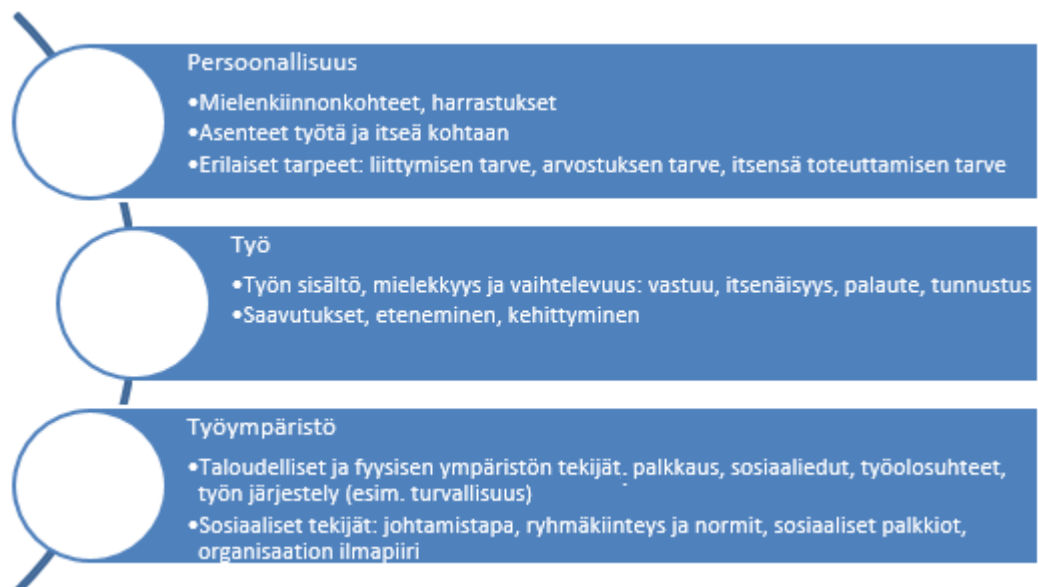 Persoonallisuus
•Mielenkiinnonkohteet, harrastukset
•Asenteet työtä ja itseä kohtaan
•Erilaiset tarpeet: liittymisen tarve, arvostuksen tarve, itsensä toteuttamisen tarve
Työ
•Työn sisältö, mielekkyys ja vaihtelevuus: vastuu, itsenäisyys, palaute, tunnustus
•Saavutukset, eteneminen, kehittyminen
Työympäristö
•Taloudelliset ja fyysisen ympäristön tekijät. palkkaus, sosiaaliedut, työolosuhteet,
työn järjestely (esim. turvallisuus)
•Sosiaaliset tekijät: johtamistapa, ryhmäkiinteys ja normit, sosiaaliset palkkiot,
organisaation ilmapiiri